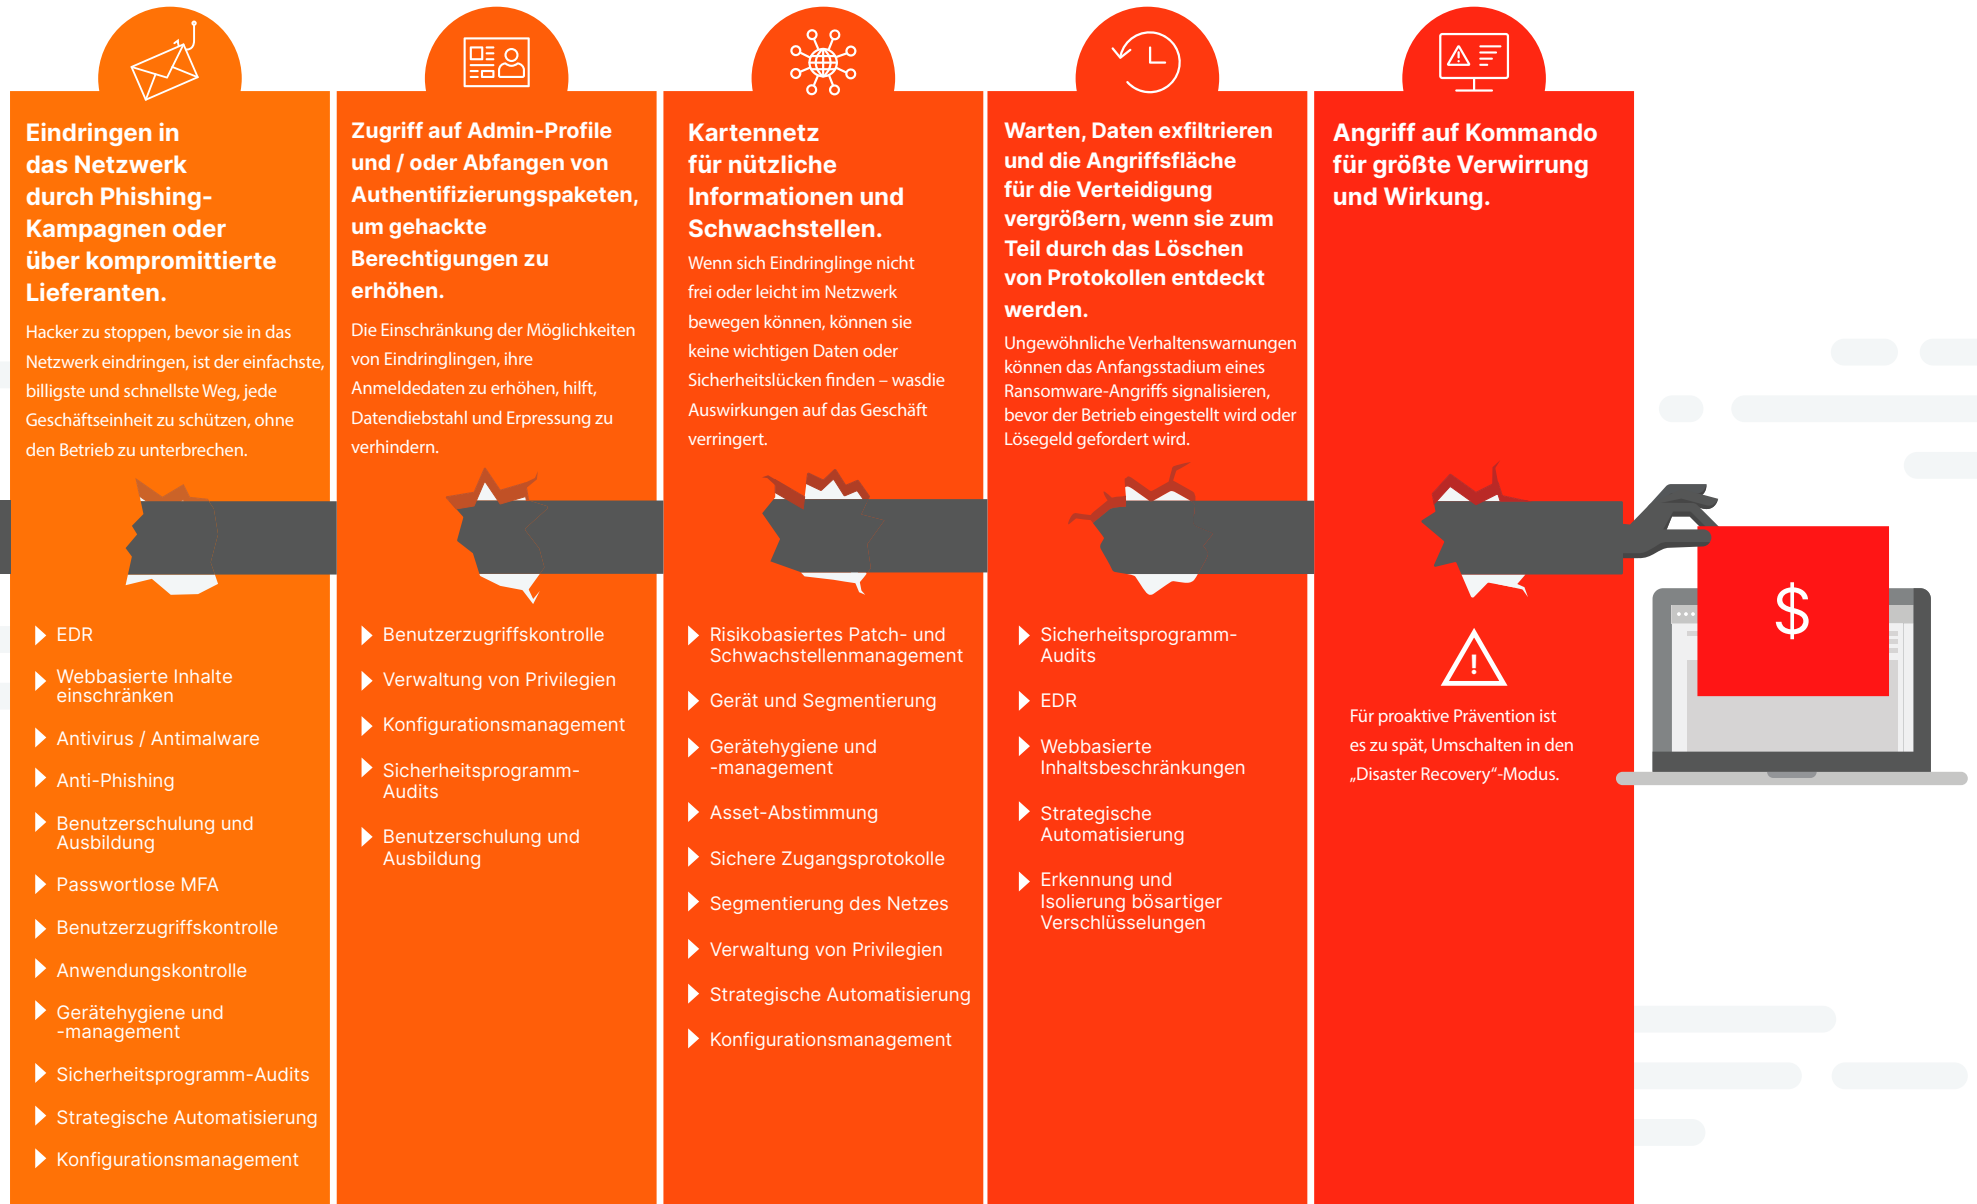 Eindringen in
das Netzwerk
durch Phishing-
Kampagnen oder
über kompromittierte
Lieferanten.
Hacker zu stoppen, bevor sie in das
Netzwerk eindringen, ist der einfachste,
billigste und schnellste Weg, jede
Geschäftseinheit zu schützen, ohne
den Betrieb zu unterbrechen.
EDR
Webbasierte Inhalte
einschränken
Antivirus / Antimalware
Anti-Phishing
Benutzerschulung und
Ausbildung
Passwortlose MFA
Benutzerzugriffskontrolle
Anwendungskontrolle
Gerätehygiene und
-management
Sicherheitsprogramm-Audits
Strategische Automatisierung
Konfigurationsmanagement
Zugriff auf Admin-Profile
und / oder Abfangen von
Authentifizierungspaketen,
um gehackte
Berechtigungen zu
erhöhen.
Die Einschränkung der Möglichkeiten
von Eindringlingen, ihre
Anmeldedaten zu erhöhen, hilft,
Datendiebstahl und Erpressung zu
verhindern.
Benutzerzugriffskontrolle
Verwaltung von Privilegien
Konfigurationsmanagement
Sicherheitsprogramm-
Audits
Benutzerschulung und
Ausbildung
Kartennetz
für nützliche
Informationen und
Schwachstellen.
Wenn sich Eindringlinge nicht
frei oder leicht im Netzwerk
bewegen können, können sie
keine wichtigen Daten oder
Sicherheitslücken finden – wasdie
Auswirkungen auf das Geschäft
verringert.
Risikobasiertes Patch- und
Schwachstellenmanagement
Gerät und Segmentierung
Gerätehygiene und
-management
Asset-Abstimmung
Sichere Zugangsprotokolle
Segmentierung des Netzes
Verwaltung von Privilegien
Strategische Automatisierung
Konfigurationsmanagement
Warten, Daten exfiltrieren
und die Angriffsfläche
für die Verteidigung
vergrößern, wenn sie zum
Teil durch das Löschen
von Protokollen entdeckt
werden.
Ungewöhnliche Verhaltenswarnungen
können das Anfangsstadium eines
Ransomware-Angriffs signalisieren,
bevor der Betrieb eingestellt wird oder
Lösegeld gefordert wird.
Sicherheitsprogramm-
Audits
EDR
Webbasierte
Inhaltsbeschränkungen
Strategische
Automatisierung
Erkennung und
Isolierung bösartiger
Verschlüsselungen
Angriff auf Kommando
für größte Verwirrung
und Wirkung.
!
Für proaktive Prävention ist
es zu spät, Umschalten in den
„Disaster Recovery“-Modus.
$